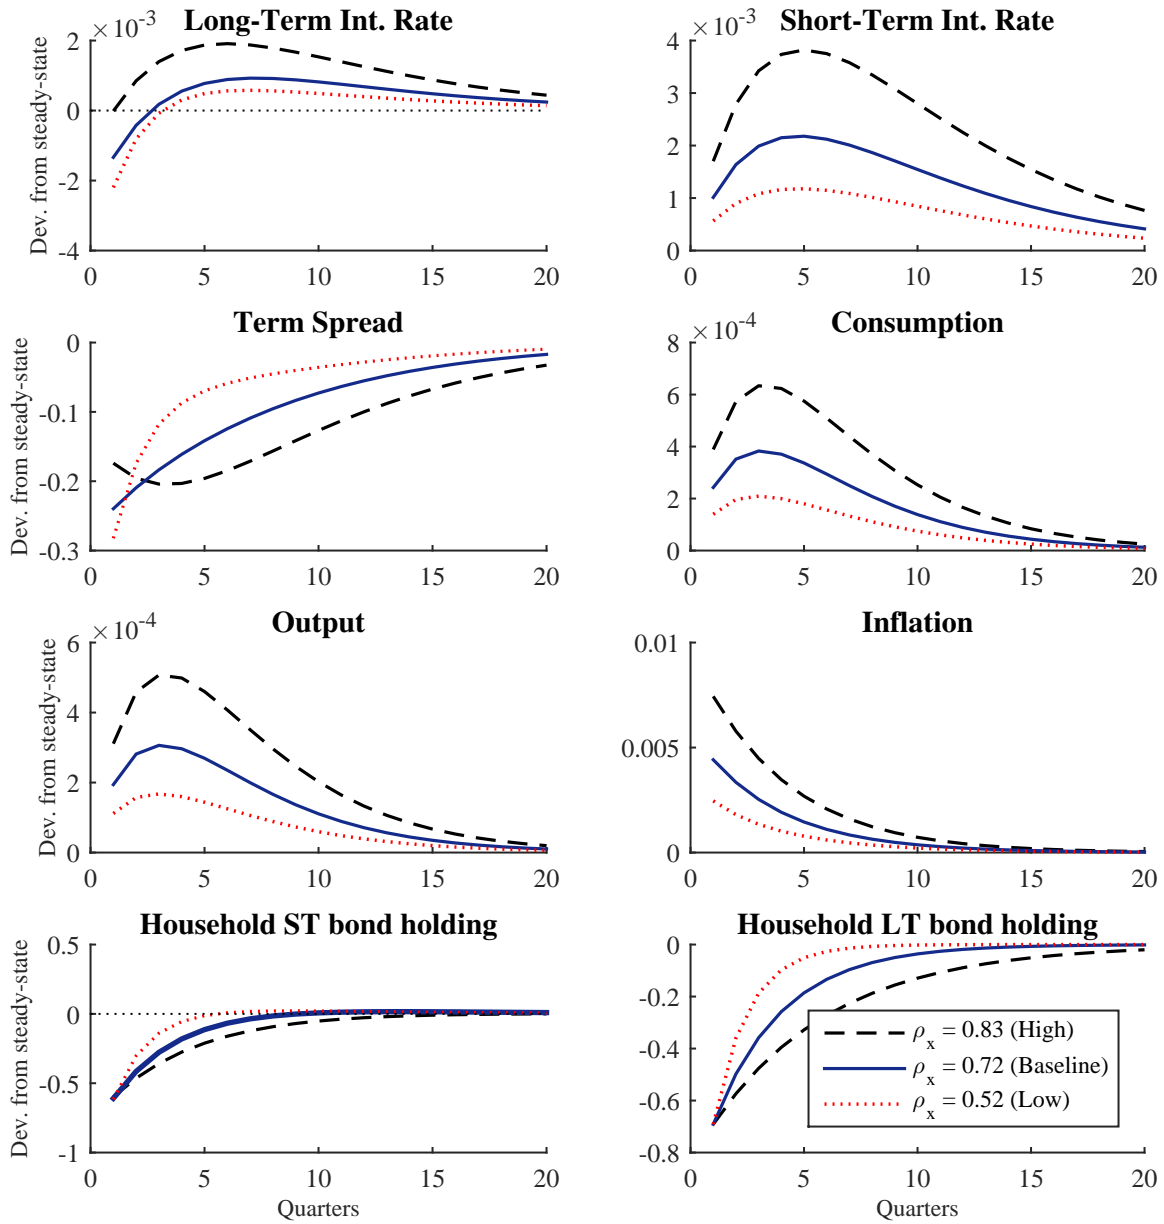 Long-Term Int. Rate
×10⁻³
Dev. from steady-state
2
0
-2
-4
0 5 10 15 20
Short-Term Int. Rate
×10⁻³
4
3
2
1
0
0 5 10 15 20
Term Spread
Dev. from steady-state
0
-0.1
-0.2
-0.3
0 5 10 15 20
Consumption
×10⁻⁴
8
6
4
2
0
0 5 10 15 20
Output
×10⁻⁴
Dev. from steady-state
6
4
2
0
0 5 10 15 20
Inflation
0.01
0.005
0
0 5 10 15 20
Household ST bond holding
Dev. from steady-state
0.5
0
-0.5
-1
0 5 10 15 20
Quarters
Household LT bond holding
0
-0.2
-0.4
-0.6
-0.8
0 5 10 15 20
Quarters
ρx = 0.83 (High)
ρx = 0.72 (Baseline)
ρx = 0.52 (Low)